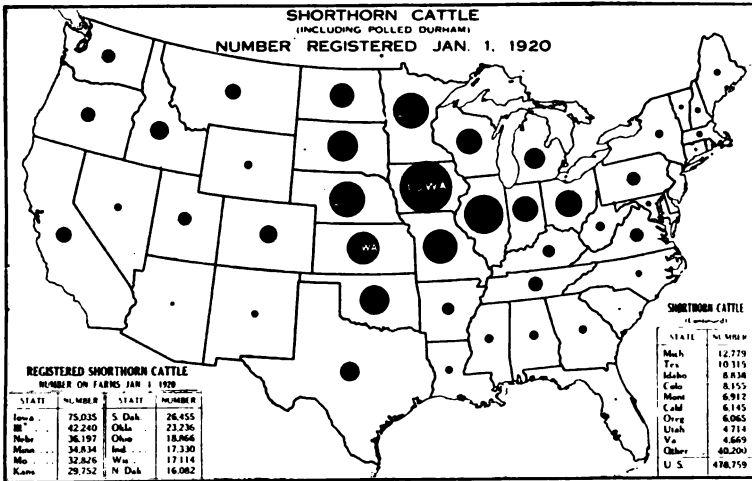 SHORTHORN CATTLE
(INCLUDING POLLED DURHAM)
NUMBER REGISTERED JAN. 1, 1920
IOWA
WA
REGISTERED SHORTHORN CATTLE
NUMBER ON FARMS JAN 1 1920
STATE NUMBER STATE NUMBER
Iowa 75,035 S. Dak 26,455
Ill 42,240 Okla 23,236
Nebr 36,197 Ohio 18,866
Minn 34,834 Ind 17,330
Mo 32,826 Wis 17,114
Kans 29,752 N Dak 16,082
SHORTHORN CATTLE
(Continued)
STATE NUMBER
Mich 12,779
Tex 10,315
Idaho 8,838
Colo 8,155
Mont 6,912
Calif 6,145
Oreg 6,065
Utah 4,714
Va 4,669
Other 40,200
U S 478,759